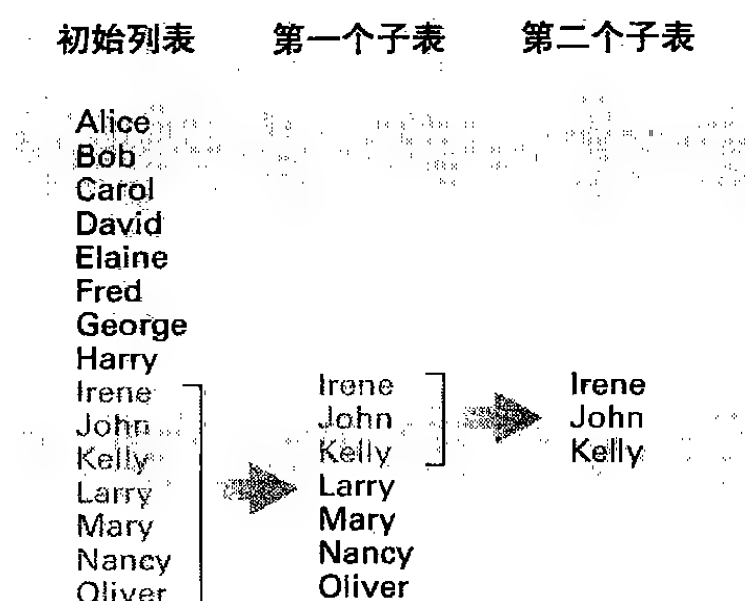 初始列表 第一个子表 第二个子表
Alice
Bob
Carol
David
Elaine
Fred
George
Harry
Irene Irene Irene
John John John
Kelly Kelly Kelly
Larry Larry
Mary Mary
Nancy Nancy
Oliver Oliver